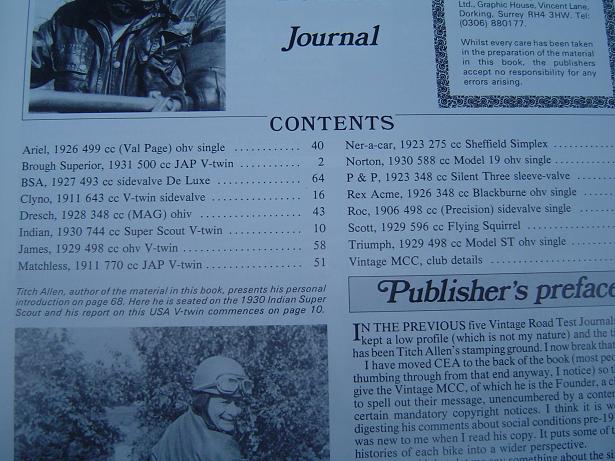 Journal
Ltd., Graphic House, Vincent Lane,
Dorking, Surrey RH4 3HW. Tel:
(0306) 880177.
Whilst every care has been taken
in the preparation of the material
in this book, the publishers
accept no responsibility for any
errors arising.
CONTENTS
Ariel, 1926 499 cc (Val Page) ohv single ............ 40
Brough Superior, 1931 500 cc JAP V-twin ............ 2
BSA, 1927 493 cc sidevalve De Luxe ............ 64
Clyno, 1911 643 cc V-twin sidevalve ............ 16
Dresch, 1928 348 cc (MAG) ohiv ............ 43
Indian, 1930 744 cc Super Scout V-twin ............ 10
James, 1929 498 cc ohv V-twin ............ 58
Matchless, 1911 770 cc JAP V-twin ............ 51
Ner-a-car, 1923 275 cc Sheffield Simplex
Norton, 1930 588 cc Model 19 ohv single
P & P, 1923 348 cc Silent Three sleeve-valve
Rex Acme, 1926 348 cc Blackburne ohv single
Roc, 1906 498 cc (Precision) sidevalve single
Scott, 1929 596 cc Flying Squirrel
Triumph, 1929 498 cc Model ST ohv single
Vintage MCC, club details
Titch Allen, author of the material in this book, presents his personal
introduction on page 68. Here he is seated on the 1930 Indian Super
Scout and his report on this USA V-twin commences on page 10.
Publisher's preface
IN THE PREVIOUS five Vintage Road Test Journals
kept a low profile (which is not my nature) and the
has been Titch Allen's stamping ground. I now break that
I have moved CEA to the back of the book (most
thumbing through from that end anyway, I notice) so
give the Vintage MCC, of which he is the Founder, a
to spell out their message, unencumbered by a
certain mandatory copyright notices. I think it is
digesting his comments about social conditions
was new to me when I read his copy. It puts some of
histories of each bike into a wider perspective.
something about the